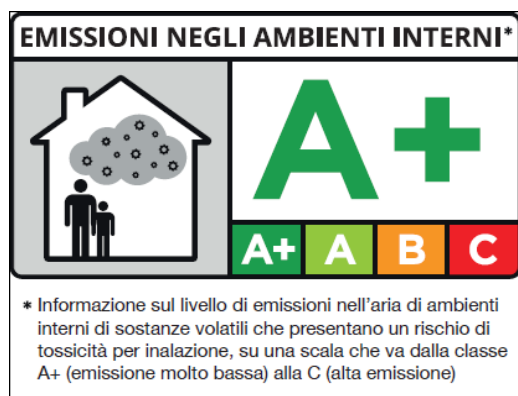 EMISSIONI NEGLI AMBIENTI INTERNI*
A+
A+ A B C
* Informazione sul livello di emissioni nell'aria di ambienti
interni di sostanze volatili che presentano un rischio di
tossicità per inalazione, su una scala che va dalla classe
A+ (emissione molto bassa) alla C (alta emissione)